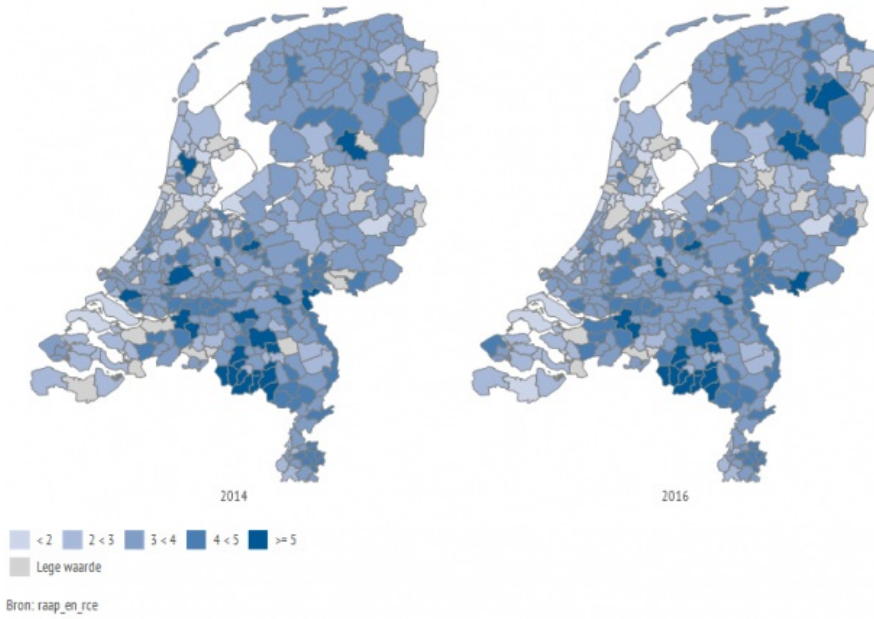 2014
2016
< 2 2 < 3 3 < 4 4 < 5 >= 5
Lege waarde
Bron: raap_en_rce